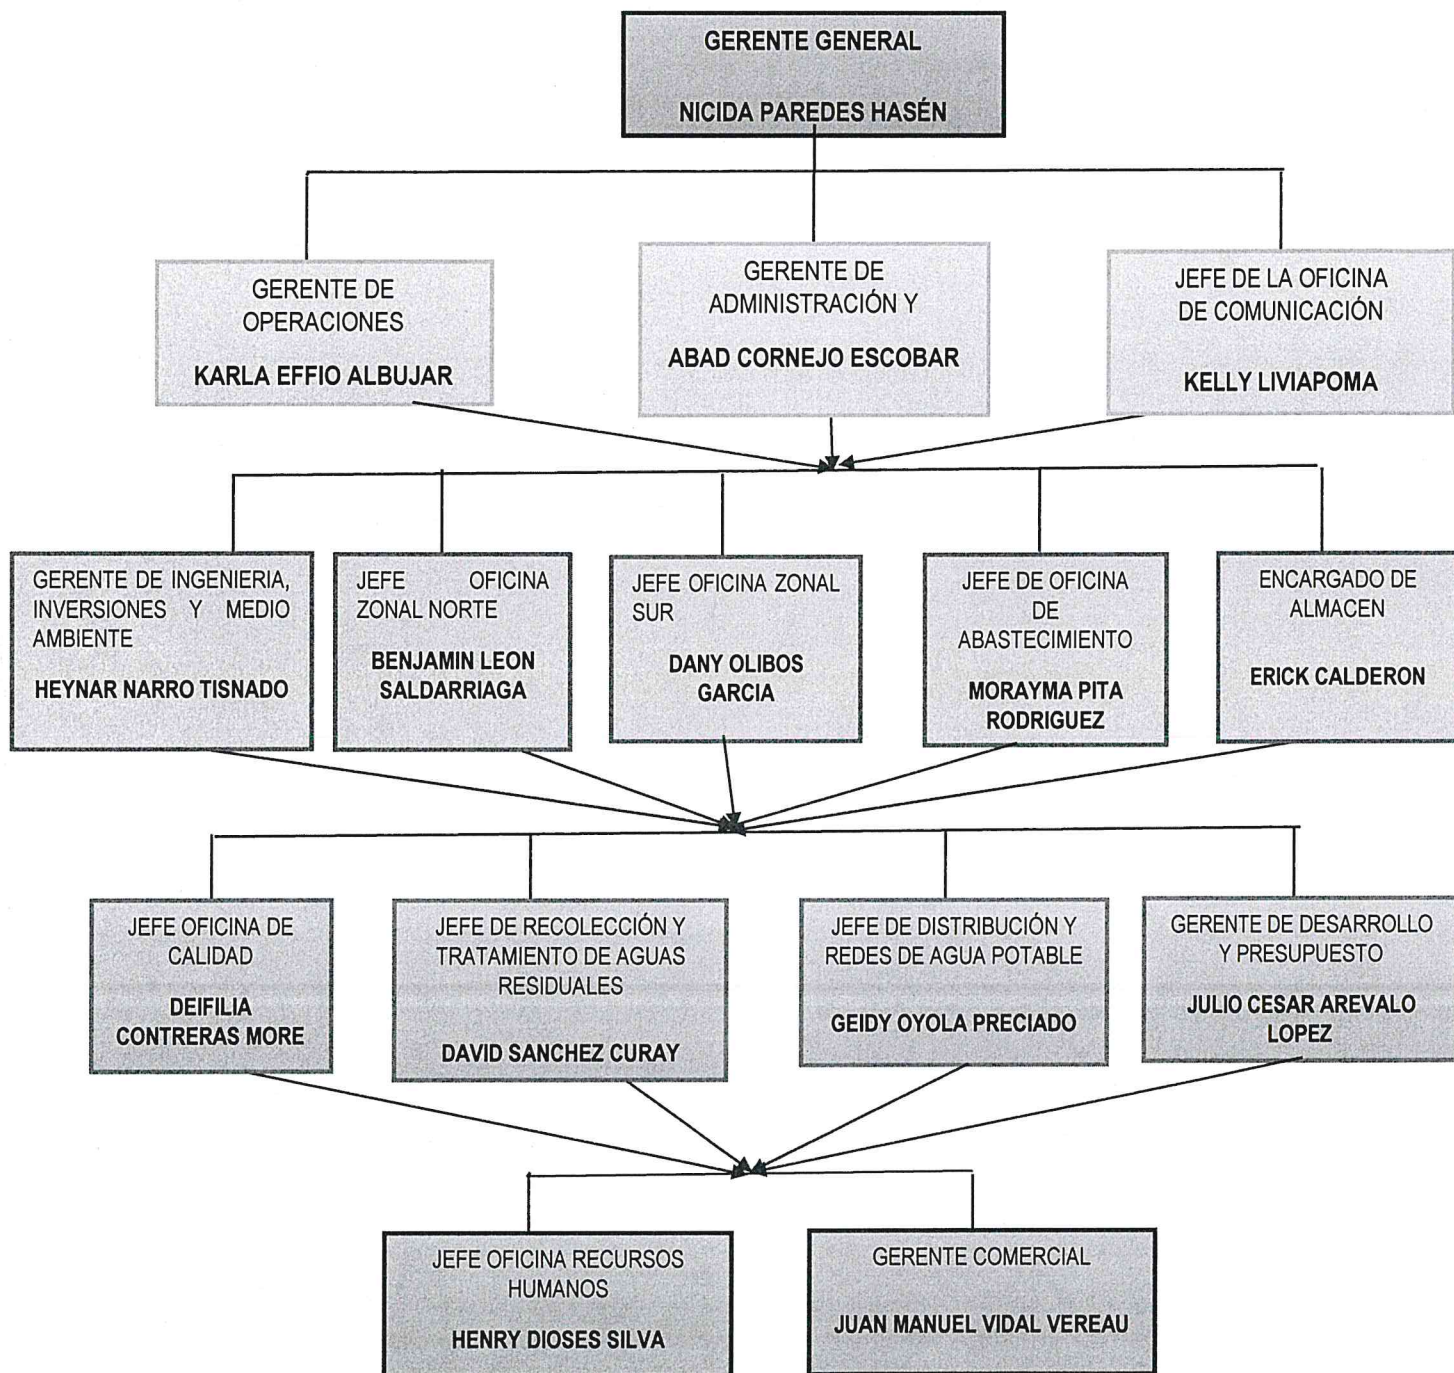 GERENTE GENERAL
NICIDA PAREDES HASÉN
GERENTE DE
OPERACIONES
KARLA EFFIO ALBUJAR
GERENTE DE
ADMINISTRACIÓN Y
ABAD CORNEJO ESCOBAR
JEFE DE LA OFICINA
DE COMUNICACIÓN
KELLY LIVIAPOMA
GERENTE DE INGENIERIA,
INVERSIONES Y MEDIO
AMBIENTE
HEYNAR NARRO TISNADO
JEFE OFICINA
ZONAL NORTE
BENJAMIN LEON
SALDARRIAGA
JEFE OFICINA ZONAL
SUR
DANY OLIBOS
GARCIA
JEFE DE OFICINA
DE
ABASTECIMIENTO
MORAYMA PITA
RODRIGUEZ
ENCARGADO DE
ALMACEN
ERICK CALDERON
JEFE OFICINA DE
CALIDAD
DEIFILIA
CONTRERAS MORE
JEFE DE RECOLECCIÓN Y
TRATAMIENTO DE AGUAS
RESIDUALES
DAVID SANCHEZ CURAY
JEFE DE DISTRIBUCIÓN Y
REDES DE AGUA POTABLE
GEIDY OYOLA PRECIADO
GERENTE DE DESARROLLO
Y PRESUPUESTO
JULIO CESAR AREVALO
LOPEZ
JEFE OFICINA RECURSOS
HUMANOS
HENRY DIOSES SILVA
GERENTE COMERCIAL
JUAN MANUEL VIDAL VEREAU